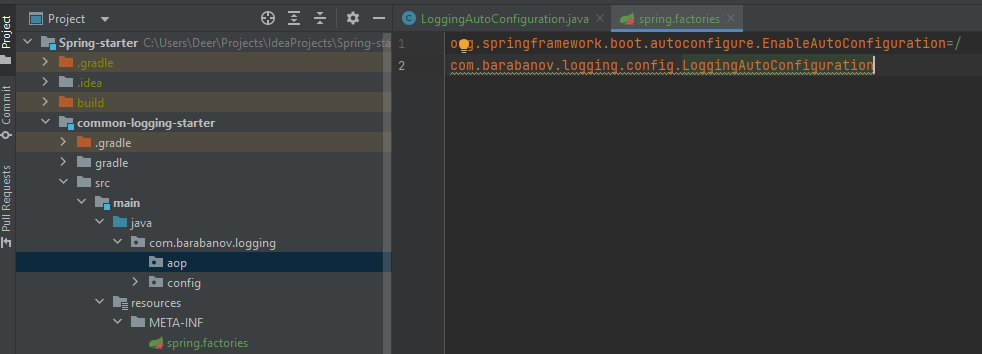 Project
LoggingAutoConfiguration.java
spring.factories
Project
Commit
Pull Requests
Spring-starter C:\Users\Deer\Projects\IdeaProjects\Spring-sta
.gradle
.idea
build
common-logging-starter
.gradle
gradle
src
main
java
com.barabanov.logging
aop
config
resources
META-INF
spring.factories
1 org.springframework.boot.autoconfigure.EnableAutoConfiguration=/
2 com.barabanov.logging.config.LoggingAutoConfiguration